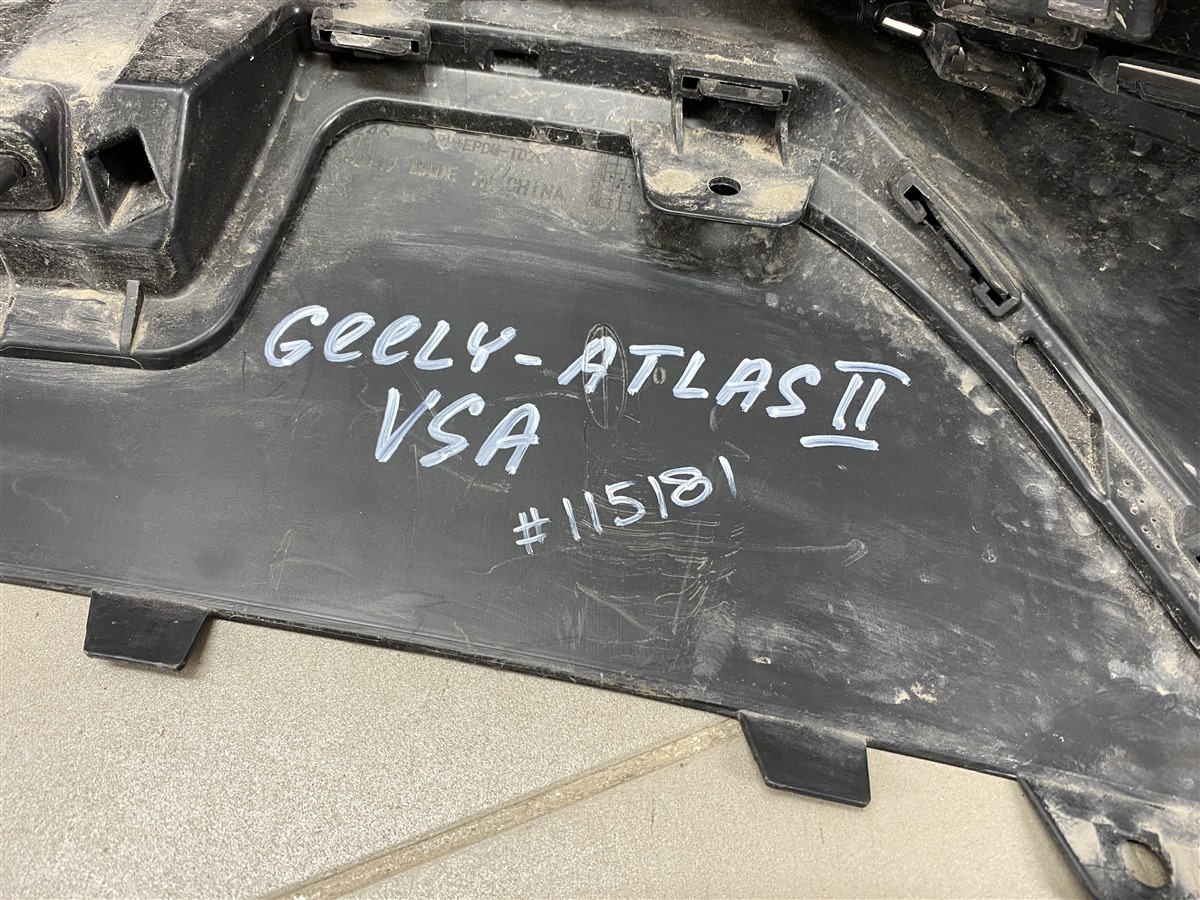 MADE IN CHINA
GeeLY-ATLAS II
VSA
#115181